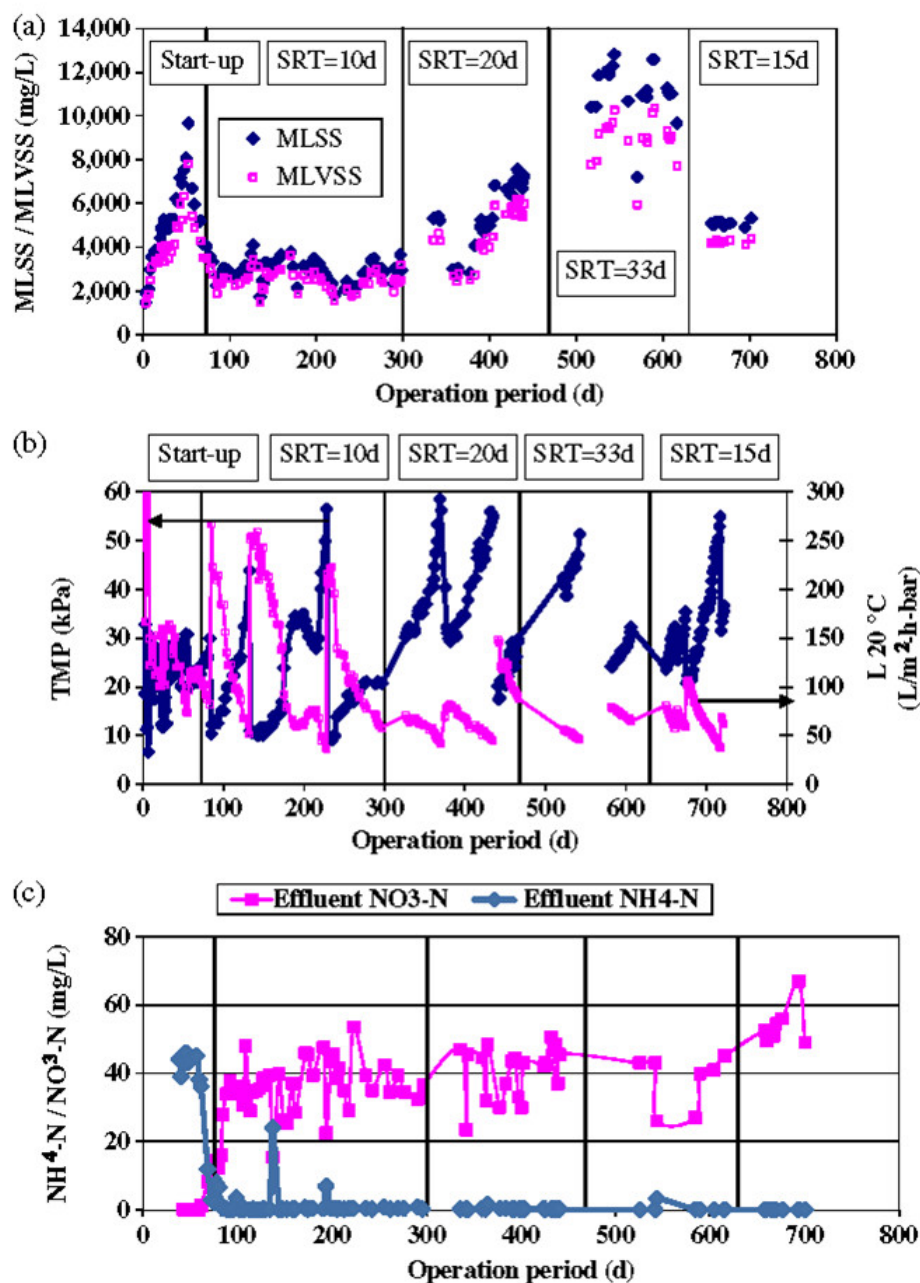 (a)
14,000
12,000
10,000
8,000
6,000
4,000
2,000
0
MLSS / MLVSS (mg/L)
Start-up
SRT=10d
SRT=20d
SRT=15d
MLSS
MLVSS
SRT=33d
0 100 200 300 400 500 600 700 800
Operation period (d)
(b)
Start-up
SRT=10d
SRT=20d
SRT=33d
SRT=15d
60
50
40
30
20
10
0
TMP (kPa)
300
250
200
150
100
50
0
L 20 °C
(L/m²-h-bar)
0 100 200 300 400 500 600 700 800
Operation period (d)
(c)
Effluent NO3-N Effluent NH4-N
80
60
40
20
0
NH⁴-N / NO³-N (mg/L)
0 100 200 300 400 500 600 700 800
Operation period (d)